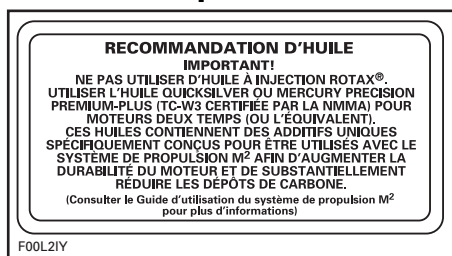 RECOMMANDATION D'HUILE
IMPORTANT!
NE PAS UTILISER D'HUILE À INJECTION ROTAX®.
UTILISER L'HUILE QUICKSILVER OU MERCURY PRECISION
PREMIUM-PLUS (TC-W3 CERTIFIÉE PAR LA NMMA) POUR
MOTEURS DEUX TEMPS (OU L'ÉQUIVALENT).
CES HUILES CONTIENNENT DES ADDITIFS UNIQUES
SPÉCIFIQUEMENT CONÇUS POUR ÊTRE UTILISÉS AVEC LE
SYSTÈME DE PROPULSION M² AFIN D'AUGMENTER LA
DURABILITÉ DU MOTEUR ET DE SUBSTANTIELLEMENT
RÉDUIRE LES DÉPÔTS DE CARBONE.
(Consulter le Guide d'utilisation du système de propulsion M²
pour plus d'informations)
F00L2IY